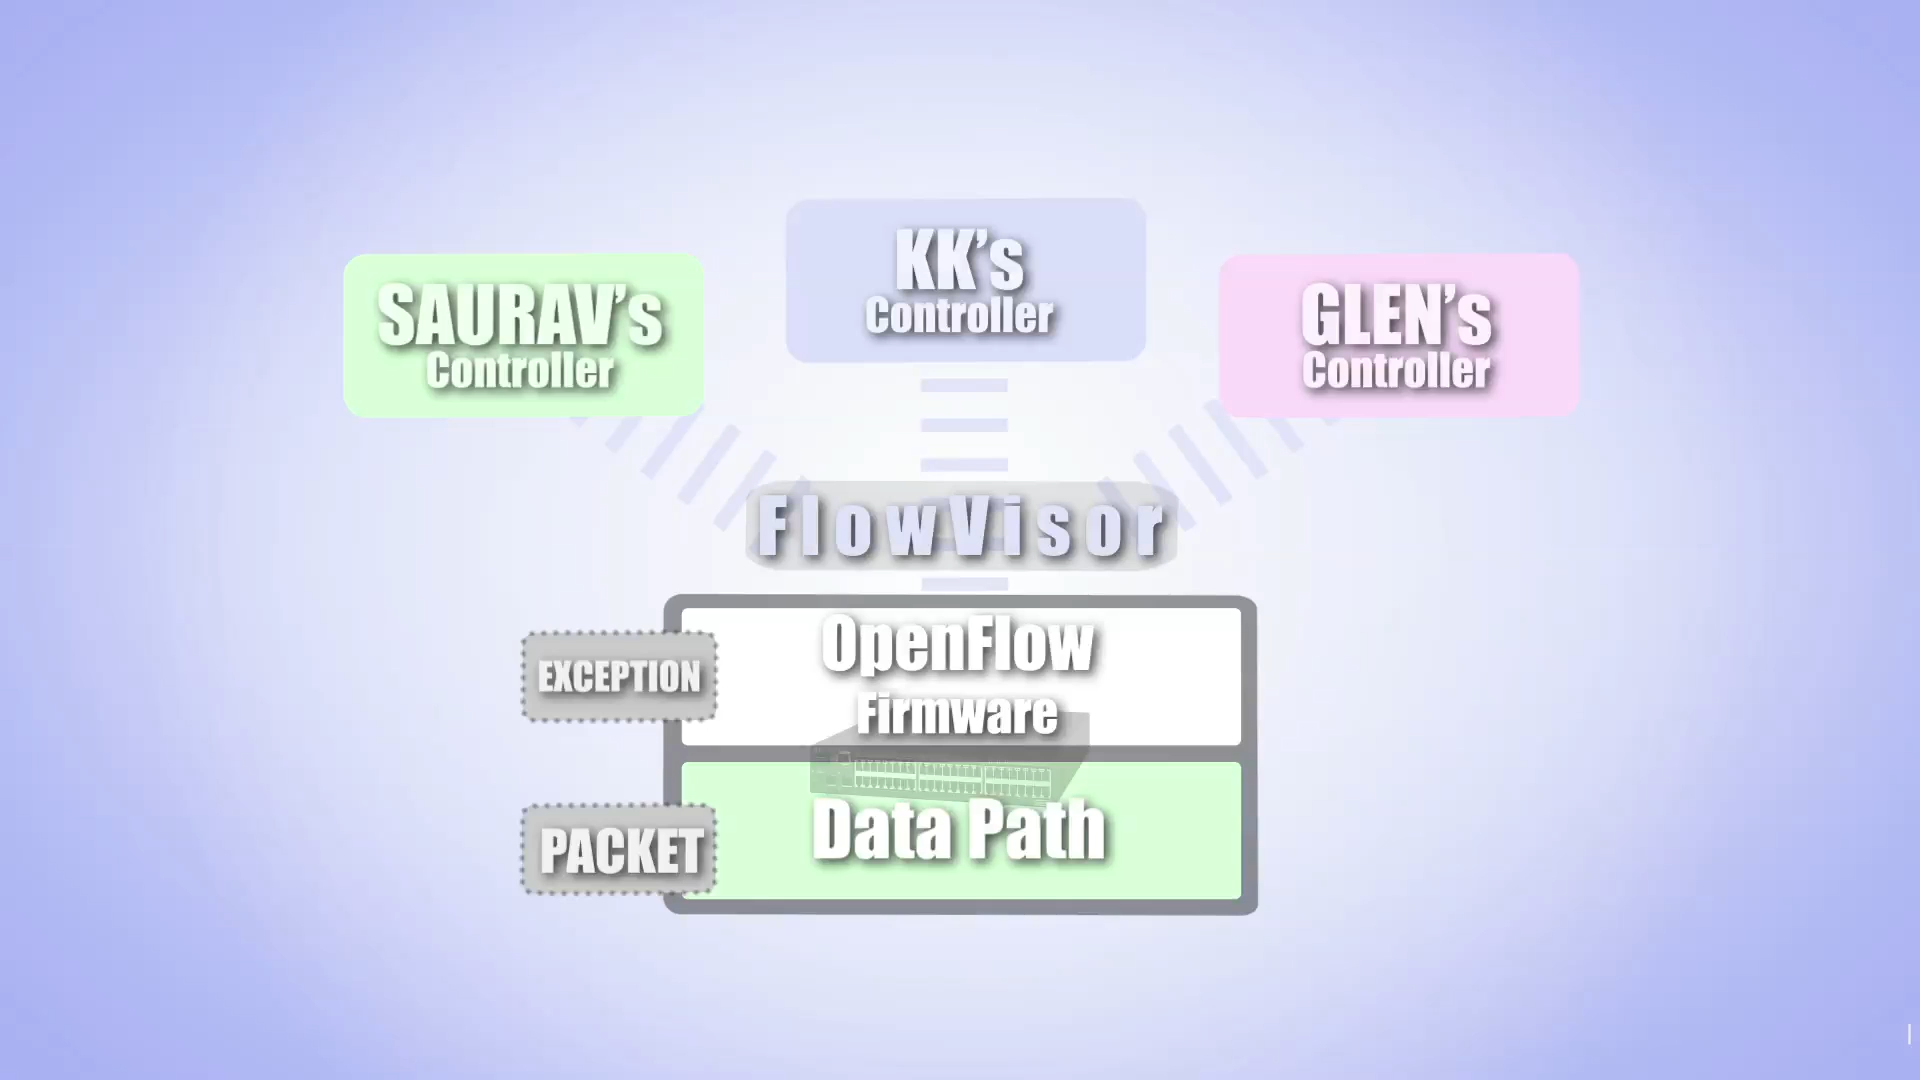 KK's
Controller
SAURAV's
Controller
GLEN's
Controller
FlowVisor
OpenFlow
Firmware
EXCEPTION
Data Path
PACKET